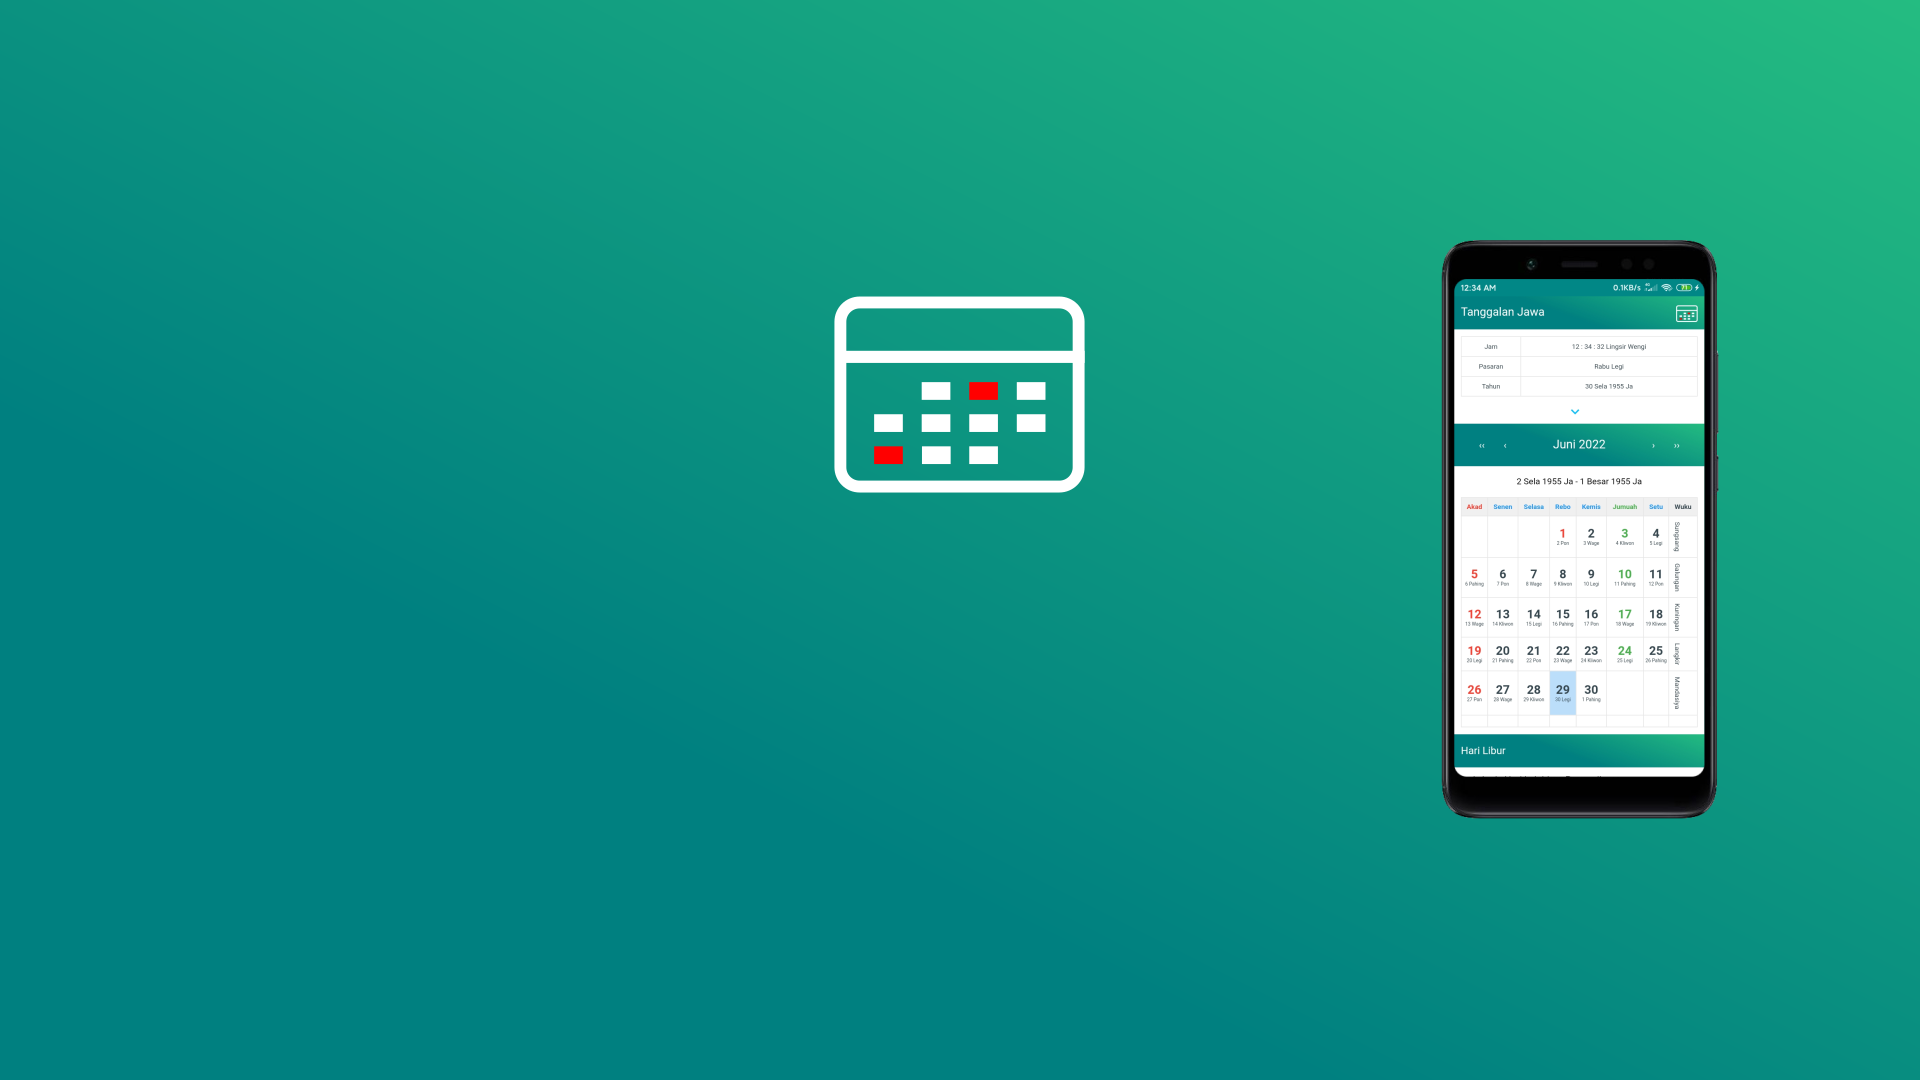 12:34 AM 0.1KB/s
Tanggalan Jawa
Jam 12 : 34 : 32 Lingsir Wengi
Pasaran Rabu Legi
Tahun 30 Sela 1955 Ja
‹‹ ‹ Juni 2022 › ››
2 Sela 1955 Ja - 1 Besar 1955 Ja
Akad Senen Selasa Rebo Kemis Jumuah Setu Wuku
1 2 3 4 Sungsang
2 Pon 3 Wage 4 Kliwon 5 Legi
5 6 7 8 9 10 11 Galungan
6 Pahing 7 Pon 8 Wage 9 Kliwon 10 Legi 11 Pahing 12 Pon
12 13 14 15 16 17 18 Kuningan
13 Wage 14 Kliwon 15 Legi 16 Pahing 17 Pon 18 Wage 19 Kliwon
19 20 21 22 23 24 25 Langkir
20 Legi 21 Pahing 22 Pon 23 Wage 24 Kliwon 25 Legi 26 Pahing
26 27 28 29 30 Mandasiya
27 Pon 28 Wage 29 Kliwon 30 Legi 1 Pahing
Hari Libur